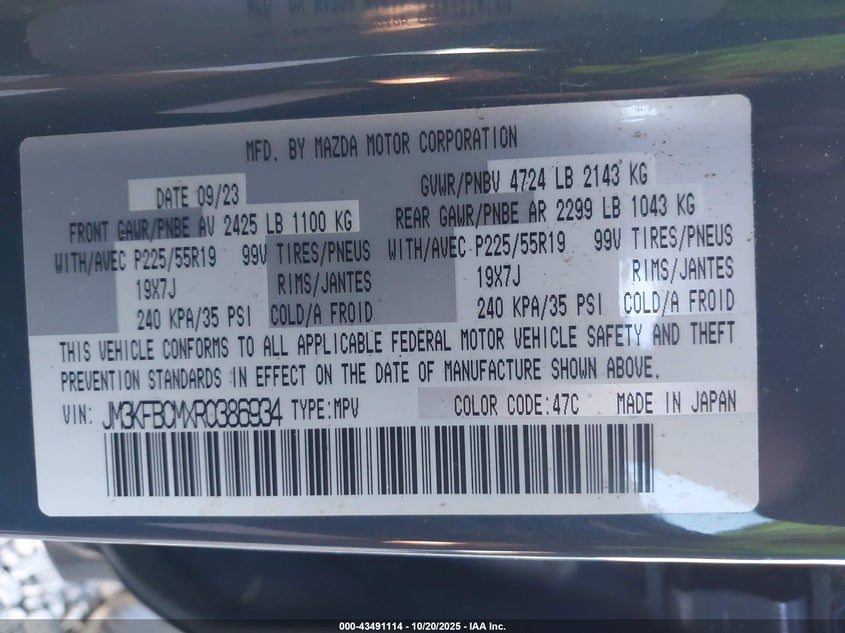 MFD. BY MAZDA MOTOR CORPORATION
DATE 09/23 GVWR/PNBV 4724 LB 2143 KG
FRONT GAWR/PNBE AV 2425 LB 1100 KG REAR GAWR/PNBE AR 2299 LB 1043 KG
WITH/AVEC P225/55R19 99V TIRES/PNEUS WITH/AVEC P225/55R19 99V TIRES/PNEUS
19X7J RIMS/JANTES 19X7J RIMS/JANTES
240 KPA/35 PSI COLD/A FROID 240 KPA/35 PSI COLD/A FROID
THIS VEHICLE CONFORMS TO ALL APPLICABLE FEDERAL MOTOR VEHICLE SAFETY AND THEFT
PREVENTION STANDARDS IN EFFECT ON THE DATE OF MANUFACTURE SHOWN ABOVE.
VIN: JM3KFBCMXR0386934 TYPE:MPV COLOR CODE:47C MADE IN JAPAN
000-43491114 - 10/20/2025 - IAA Inc.